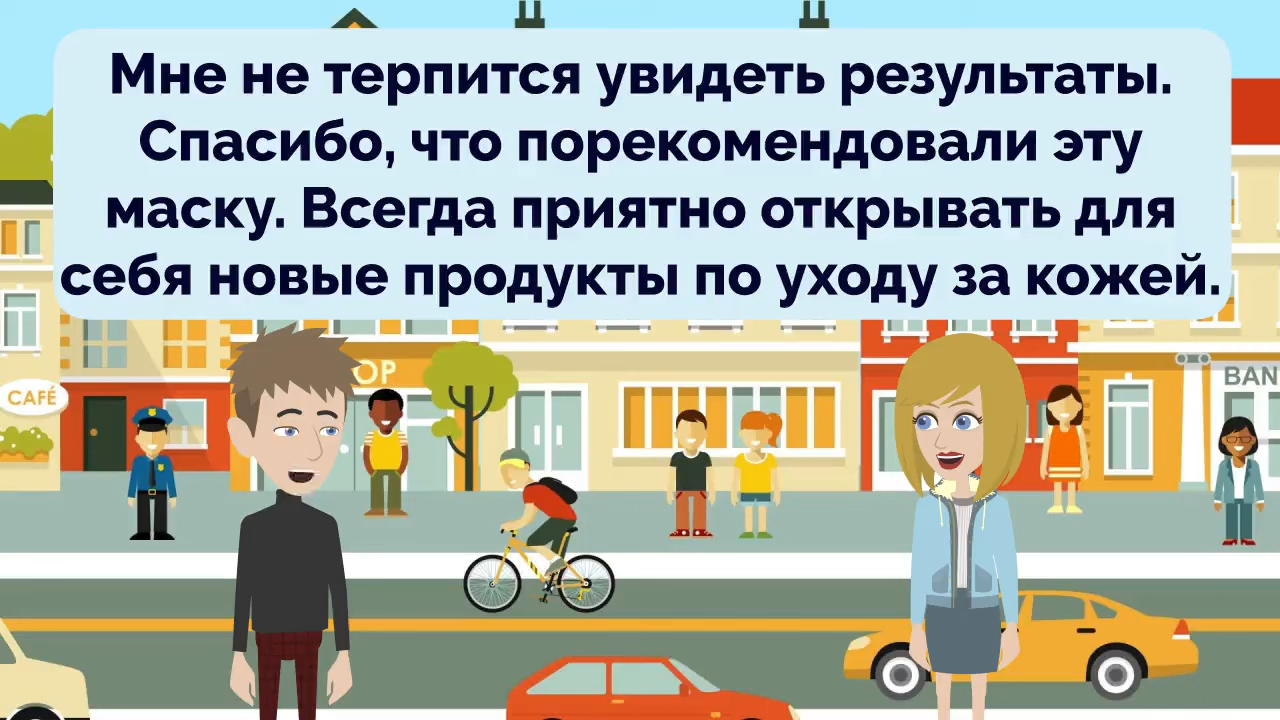 Мне не терпится увидеть результаты.
Спасибо, что порекомендовали эту
маску. Всегда приятно открывать для
себя новые продукты по уходу за кожей.
OP
CAFÉ
BAN